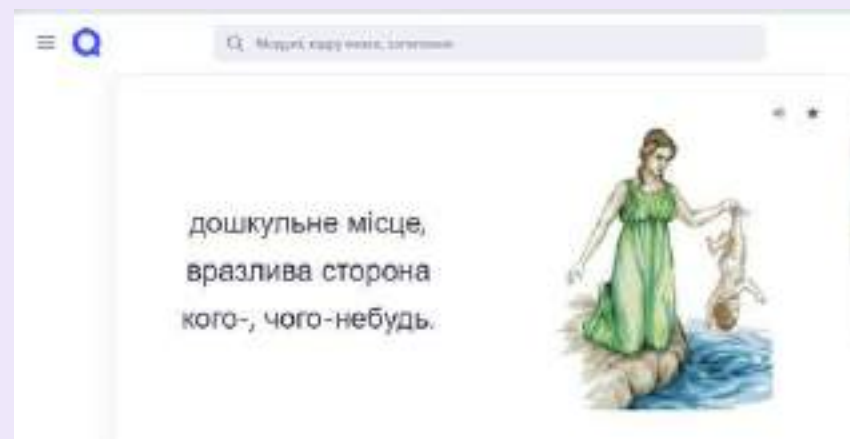 дошкульне місце,
вразлива сторона
кого-, чого-небудь.